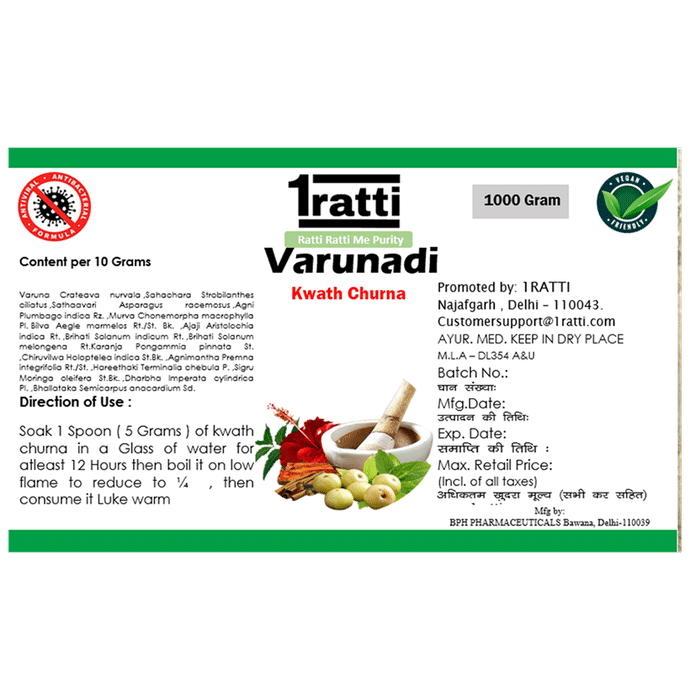 ANTIVIRAL - ANTIBACTERIAL
FORMULA
1ratti
Ratti Ratti Me Purity
Varunadi
Kwath Churna
1000 Gram
VEGAN
FRIENDLY
Content per 10 Grams
Varuna Crateava nurvala,Sahachara Strobilanthes
ciliatus,Sathaavari Asparagus racemosus,Agni
Plumbago indica Rz. ,Murva Chonemorpha macrophylla
Pl.Bilva Aegle marmelos Rt./St. Bk. ,Ajaji Aristolochia
indica Rt. ,Brihati Solanum indicum Rt. ,Brihati Solanum
melongena Rt.Karanja Pongammia pinnata St.
,Chiruvilwa Holoptelea indica St.Bk. ,Agnimantha Premna
integrifolia Rt./St. ,Hareethaki Terminalia chebula P. ,Sigru
Moringa oleifera St.Bk. ,Dharbha Imperata cylindrica
Pl. ,Bhallataka Semicarpus anacardium Sd.
Direction of Use :
Soak 1 Spoon ( 5 Grams ) of kwath
churna in a Glass of water for
atleast 12 Hours then boil it on low
flame to reduce to ¼ , then
consume it Luke warm
Promoted by: 1RATTI
Najafgarh , Delhi – 110043.
Customersupport@1ratti.com
AYUR. MED. KEEP IN DRY PLACE
M.L.A – DL354 A&U
Batch No.:
घान संख्या:
Mfg.Date:
उत्पादन की तिथि:
Exp. Date:
समाप्ति की तिथि :
Max. Retail Price:
(Incl. of all taxes)
अधिकतम खुदरा मूल्य (सभी कर सहित)
Mfg by:
BPH PHARMACEUTICALS Bawana, Delhi-110039